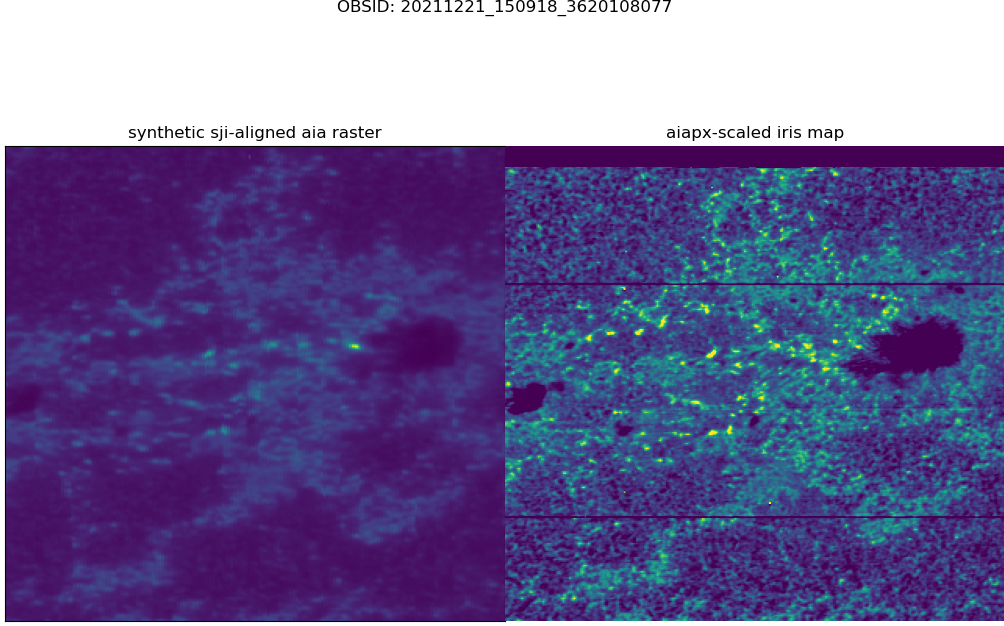 OBSID: 20211221_150918_3620108077
synthetic sji-aligned aia raster
aiapx-scaled iris map